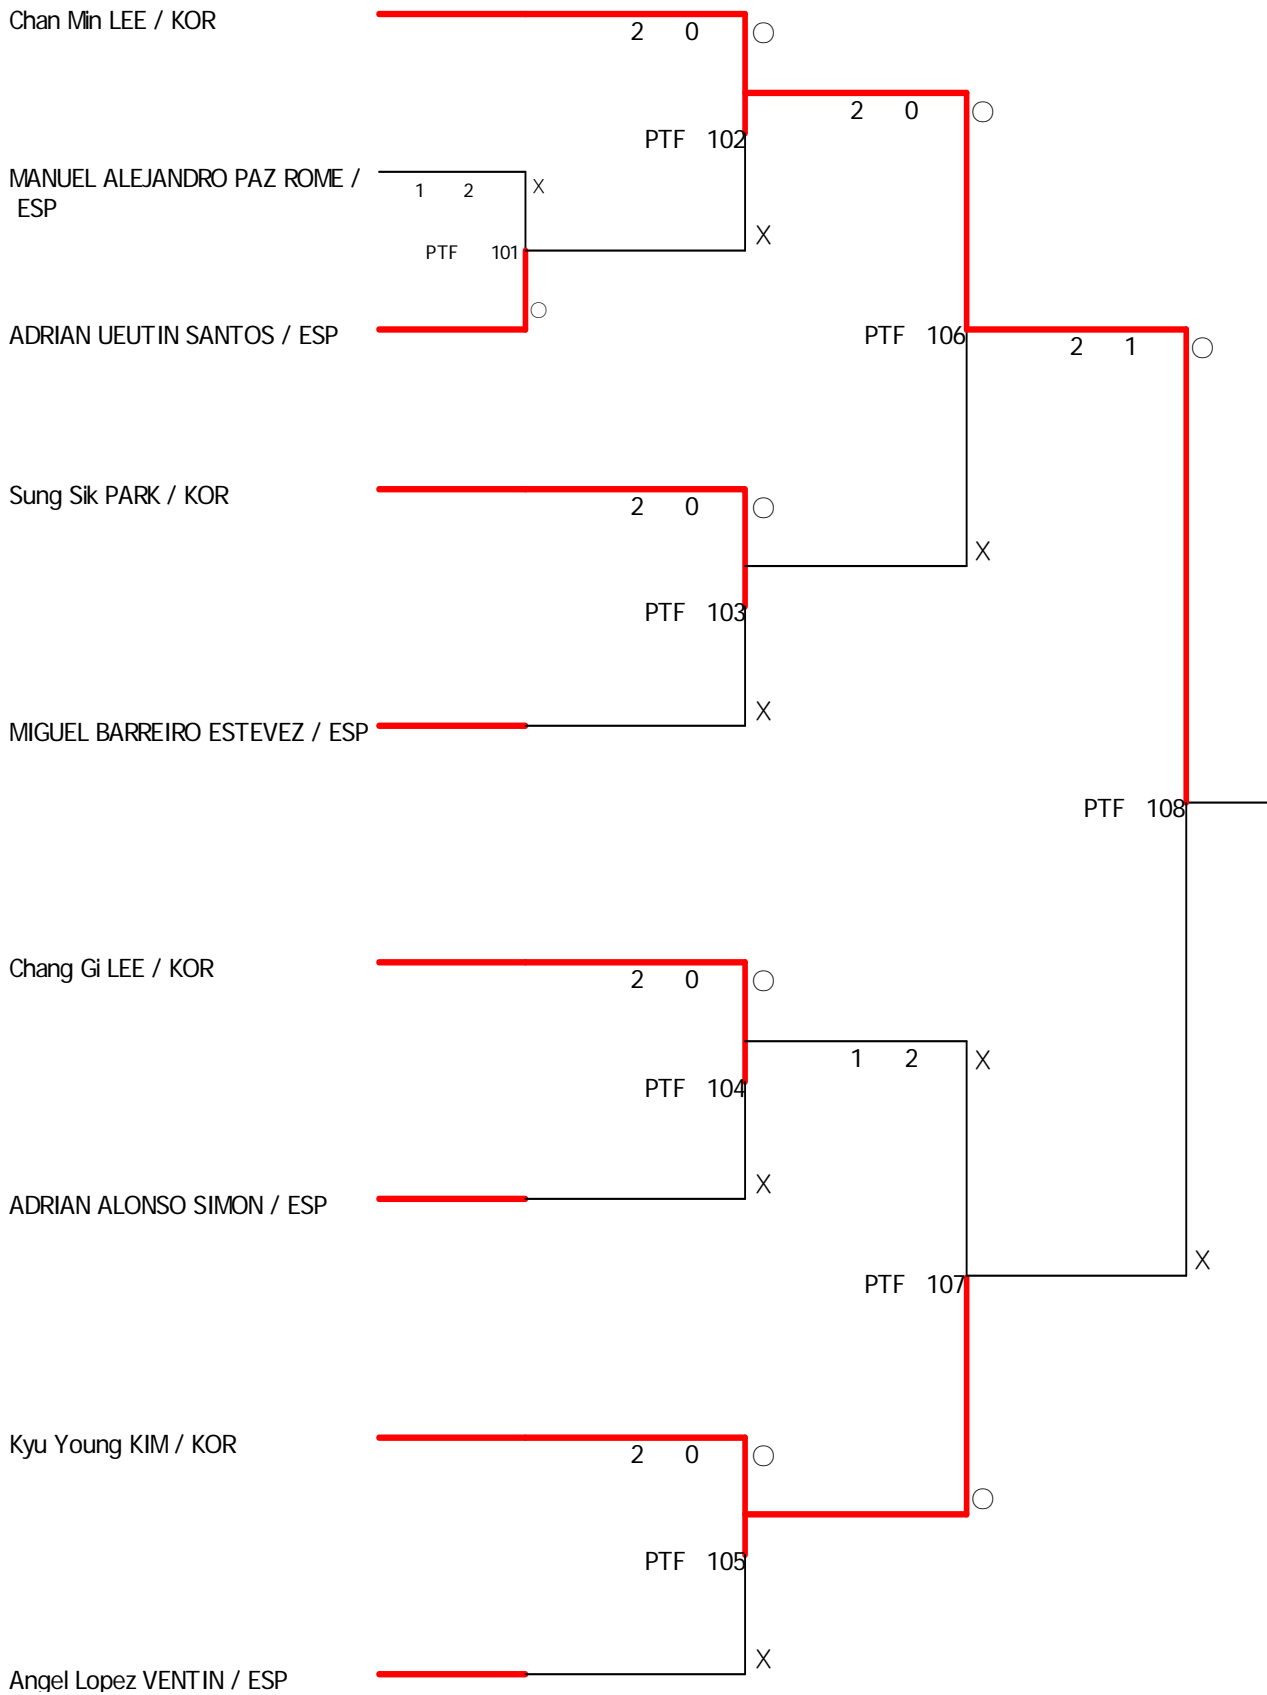 Chan Min LEE / KOR
2 0 ○
2 0 ○
PTF 102
MANUEL ALEJANDRO PAZ ROME /
ESP
1 2 X
X
PTF 101
○
ADRIAN UEUTIN SANTOS / ESP
PTF 106
2 1 ○
Sung Sik PARK / KOR
2 0 ○
X
PTF 103
X
MIGUEL BARREIRO ESTEVEZ / ESP
PTF 108
Chang Gi LEE / KOR
2 0 ○
1 2 X
PTF 104
X
ADRIAN ALONSO SIMON / ESP
X
PTF 107
Kyu Young KIM / KOR
2 0 ○
○
PTF 105
X
Angel Lopez VENTIN / ESP